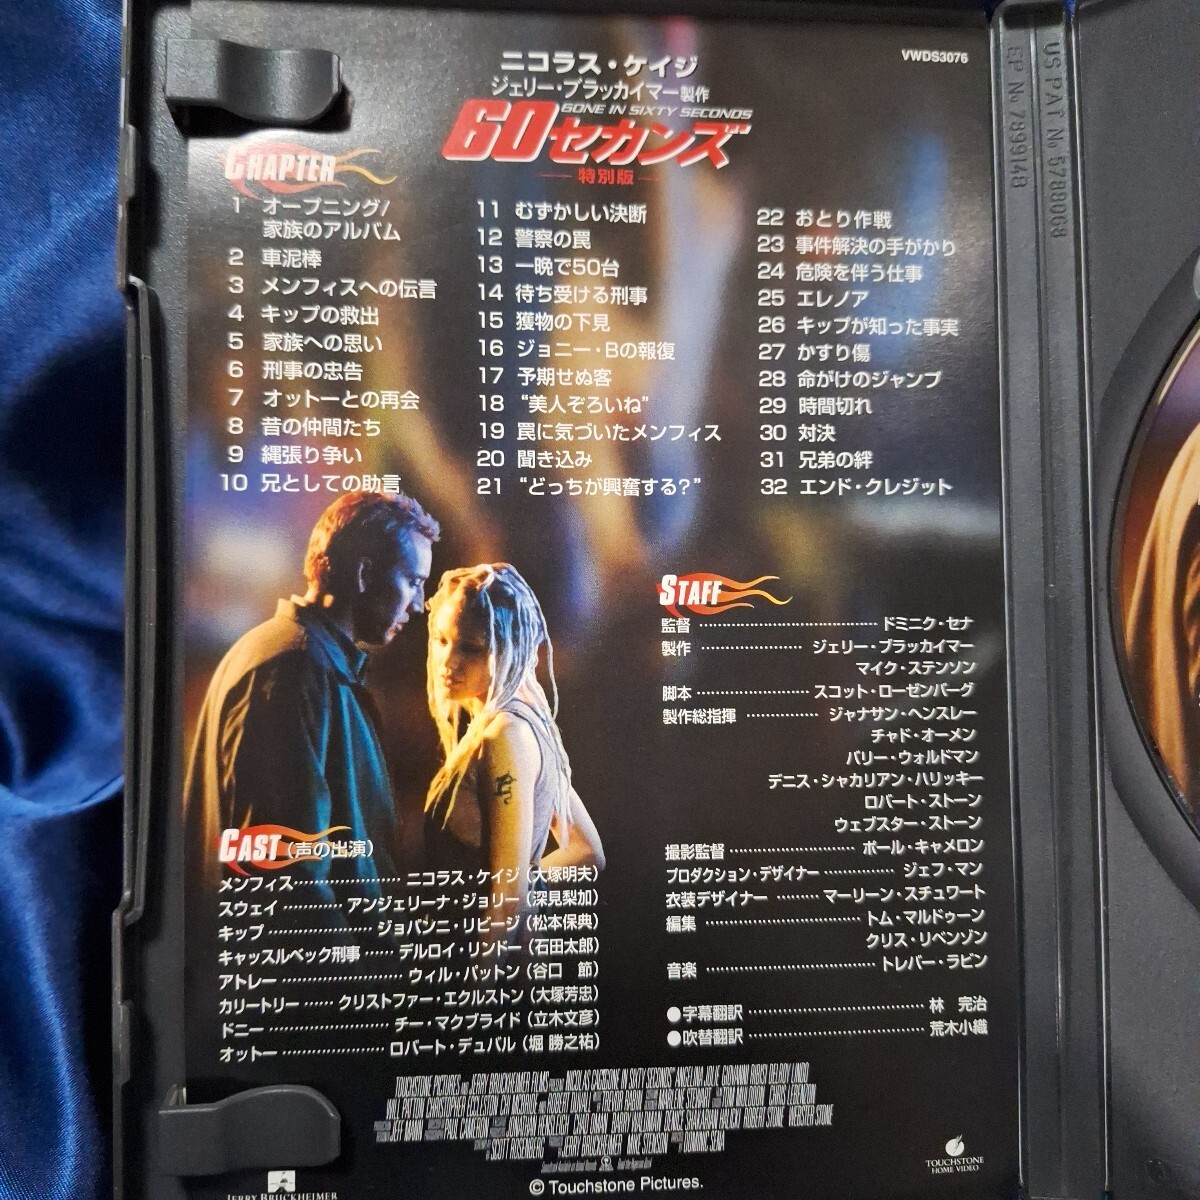 ニコラス・ケイジ
VWDS3076
ジェリー・ブラッカイマー製作
GONE IN SIXTY SECONDS
60セカンズ
特別版
CHAPTER
1 オープニング/
家族のアルバム
2 車泥棒
3 メンフィスへの伝言
4 キップの救出
5 家族への思い
6 刑事の忠告
7 オットーとの再会
8 昔の仲間たち
9 縄張り争い
10 兄としての助言
11 むずかしい決断
12 警察の罠
13 一晩で50台
14 待ち受ける刑事
15 獲物の下見
16 ジョニー・Bの報復
17 予期せぬ客
18 “美人ぞろいね”
19 罠に気づいたメンフィス
20 聞き込み
21 “どっちが興奮する?”
22 おとり作戦
23 事件解決の手がかり
24 危険を伴う仕事
25 エレノア
26 キップが知った事実
27 かすり傷
28 命がけのジャンプ
29 時間切れ
30 対決
31 兄弟の絆
32 エンド・クレジット
STAFF
監督 ドミニク・セナ
製作 ジェリー・ブラッカイマー
マイク・ステンソン
脚本 スコット・ローゼンバーグ
製作総指揮 ジャナサン・ヘンスレー
チャド・オーメン
バリー・ウォルドマン
デニス・シャカリアン・ハリッキー
ロバート・ストーン
ウェブスター・ストーン
撮影監督 ポール・キャメロン
プロダクション・デザイナー ジェフ・マン
衣装デザイナー マーリーン・スチュワート
編集 トム・マルドゥーン
クリス・リベンゾン
音楽 トレバー・ラビン
●字幕翻訳 林 完治
●吹替翻訳 荒木小織
CAST (声の出演)
メンフィス ニコラス・ケイジ (大塚明夫)
スウェイ アンジェリーナ・ジョリー (深見梨加)
キップ ジョバンニ・リビージ (松本保典)
キャッスルベック刑事 デルロイ・リンドー (石田太郎)
アトレー ウィル・パットン (谷口 節)
カリートリー クリストファー・エクルストン (大塚芳忠)
ドニー チー・マクブライド (立木文彦)
オットー ロバート・デュバル (堀 勝之祐)
TOUCHSTONE PICTURES AND JERRY BRUCKHEIMER FILMS
© Touchstone Pictures.
JERRY BRUCKHEIMER
TOUCHSTONE
HOME VIDEO
US PAT No 5788068
EP No 789914B